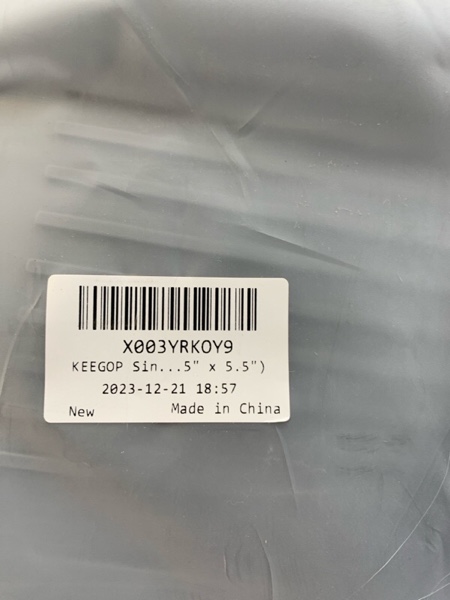 X003YRKOY9
KEEGOP Sin...5" x 5.5")
2023-12-21 18:57
New Made in China